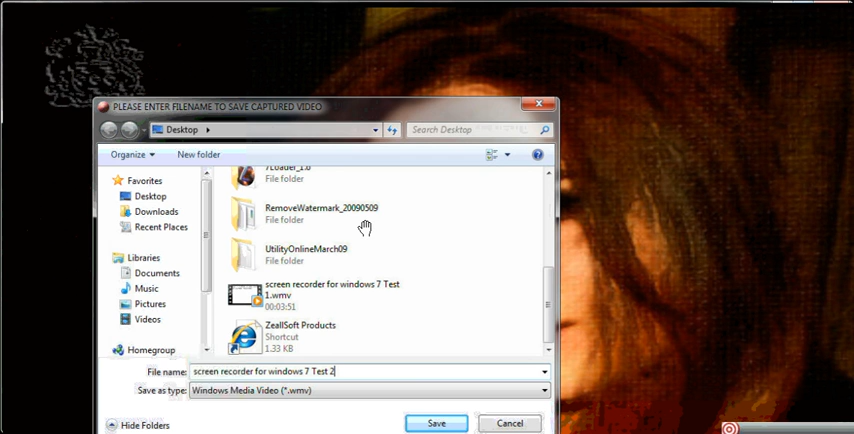 PLEASE ENTER FILENAME TO SAVE CAPTURED VIDEO
Desktop
Search Desktop
Organize
New folder
Favorites
Desktop
Downloads
Recent Places
Libraries
Documents
Music
Pictures
Videos
Homegroup
File folder
RemoveWatermark_20090509
File folder
UtilityOnlineMarch09
File folder
screen recorder for windows 7 Test
1.wmv
00:03:51
ZeallSoft Products
Shortcut
1.33 KB
File name: screen recorder for windows 7 Test 2
Save as type: Windows Media Video (*.wmv)
Hide Folders
Save
Cancel